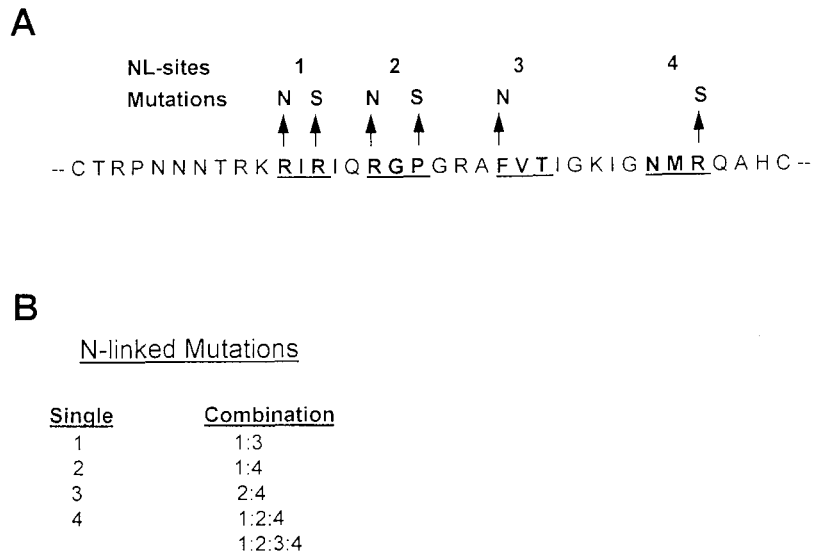 A
NL-sites 1 2 3 4
Mutations N S N S N S
-- C T R P N N N T R K R I R I Q R G P G R A F V T I G K I G N M R Q A H C --
B
N-linked Mutations
Single Combination
1 1:3
2 1:4
3 2:4
4 1:2:4
1:2:3:4